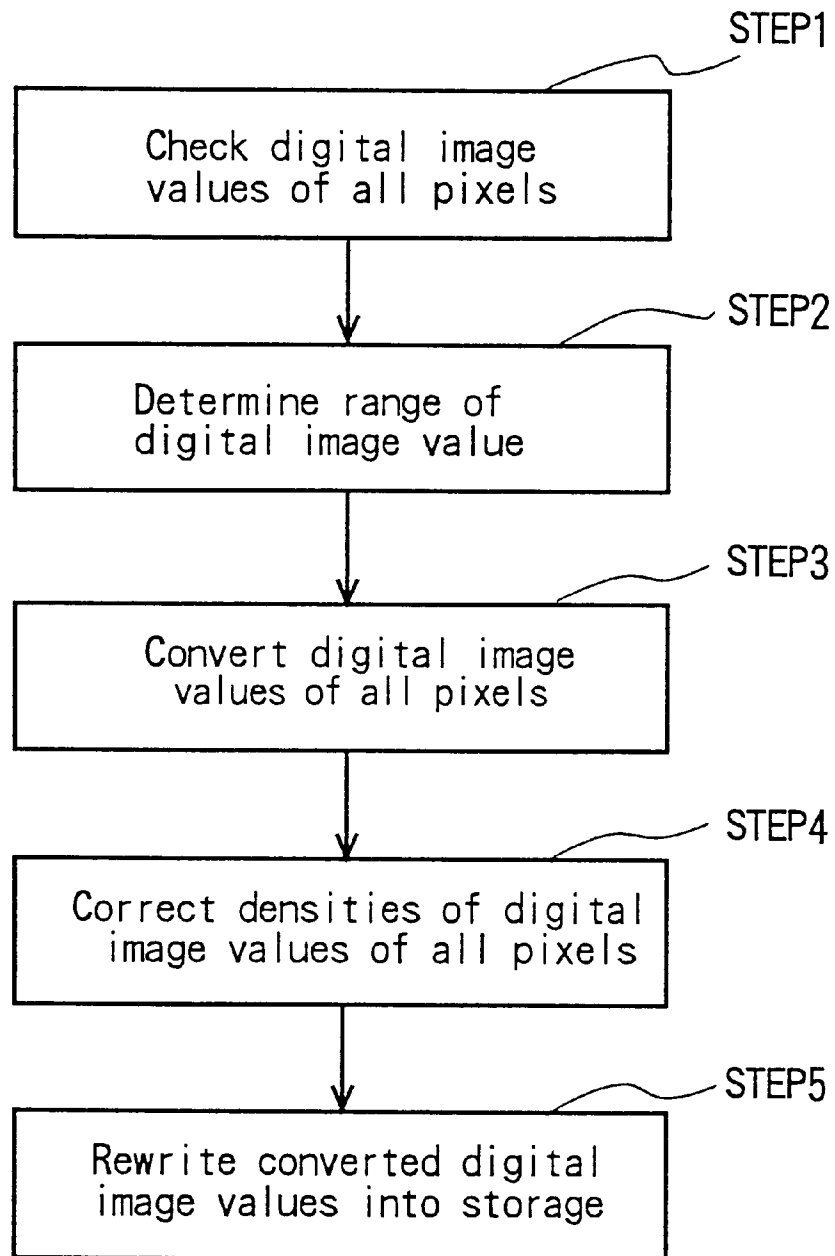 STEP1
Check digital image
values of all pixels
STEP2
Determine range of
digital image value
STEP3
Convert digital image
values of all pixels
STEP4
Correct densities of digital
image values of all pixels
STEP5
Rewrite converted digital
image values into storage